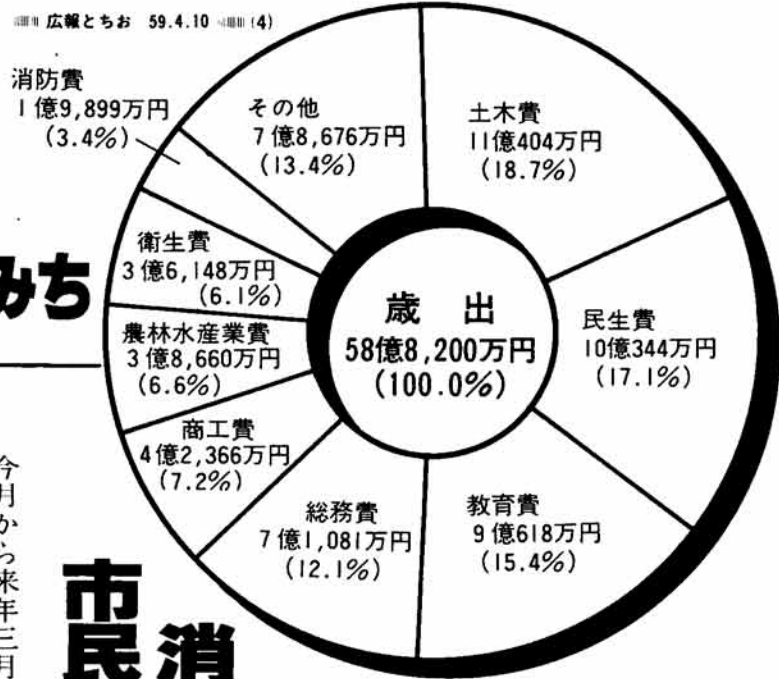 広報とちお 59.4.10 (4)
消防費
1億9,899万円
(3.4%)
その他
7億8,676万円
(13.4%)
土木費
11億404万円
(18.7%)
衛生費
3億6,148万円
(6.1%)
農林水産業費
3億8,660万円
(6.6%)
商工費
4億2,366万円
(7.2%)
総務費
7億1,081万円
(12.1%)
教育費
9億618万円
(15.4%)
民生費
10億344万円
(17.1%)
歳 出
58億8,200万円
(100.0%)
みち
今月から来年三月
市民
消